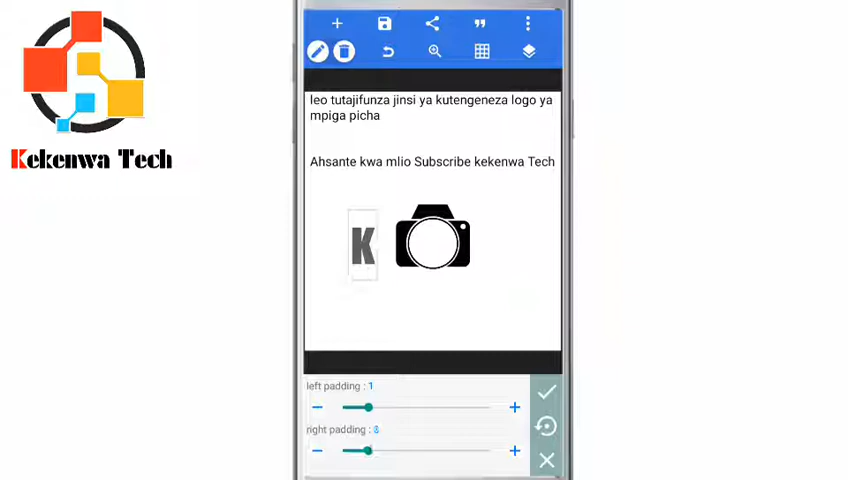 Kekenwa Tech
leo tutajifunza jinsi ya kutengeneza logo ya
mpiga picha
Ahsante kwa mlio Subscribe kekenwa Tech
K
left padding : 1
right padding : 8